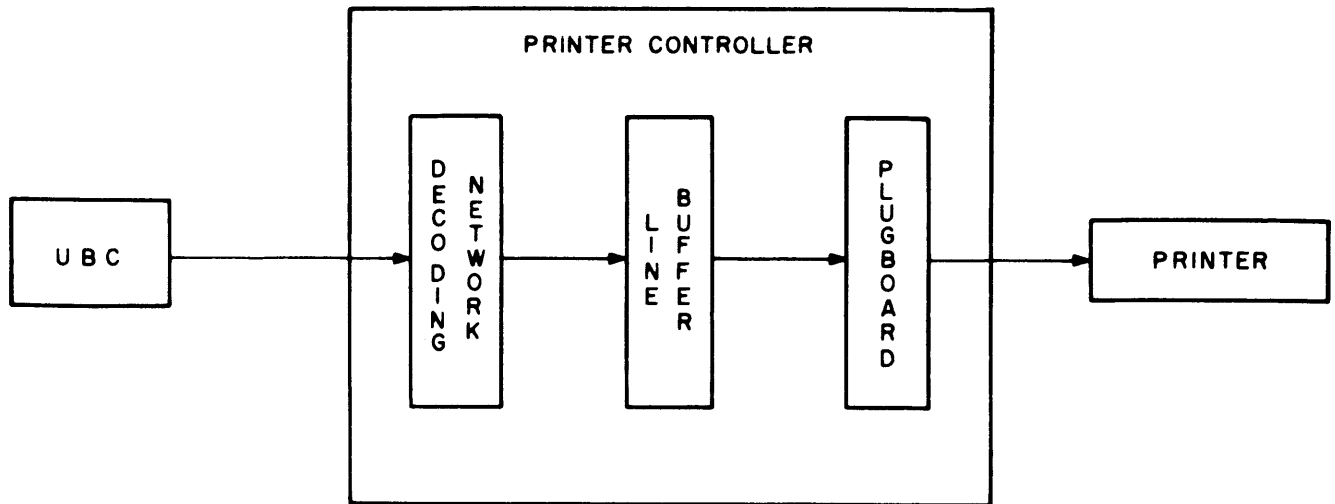 PRINTER CONTROLLER
UBC
DECODING
NETWORK
LINE
BUFFER
PLUGBOARD
PRINTER